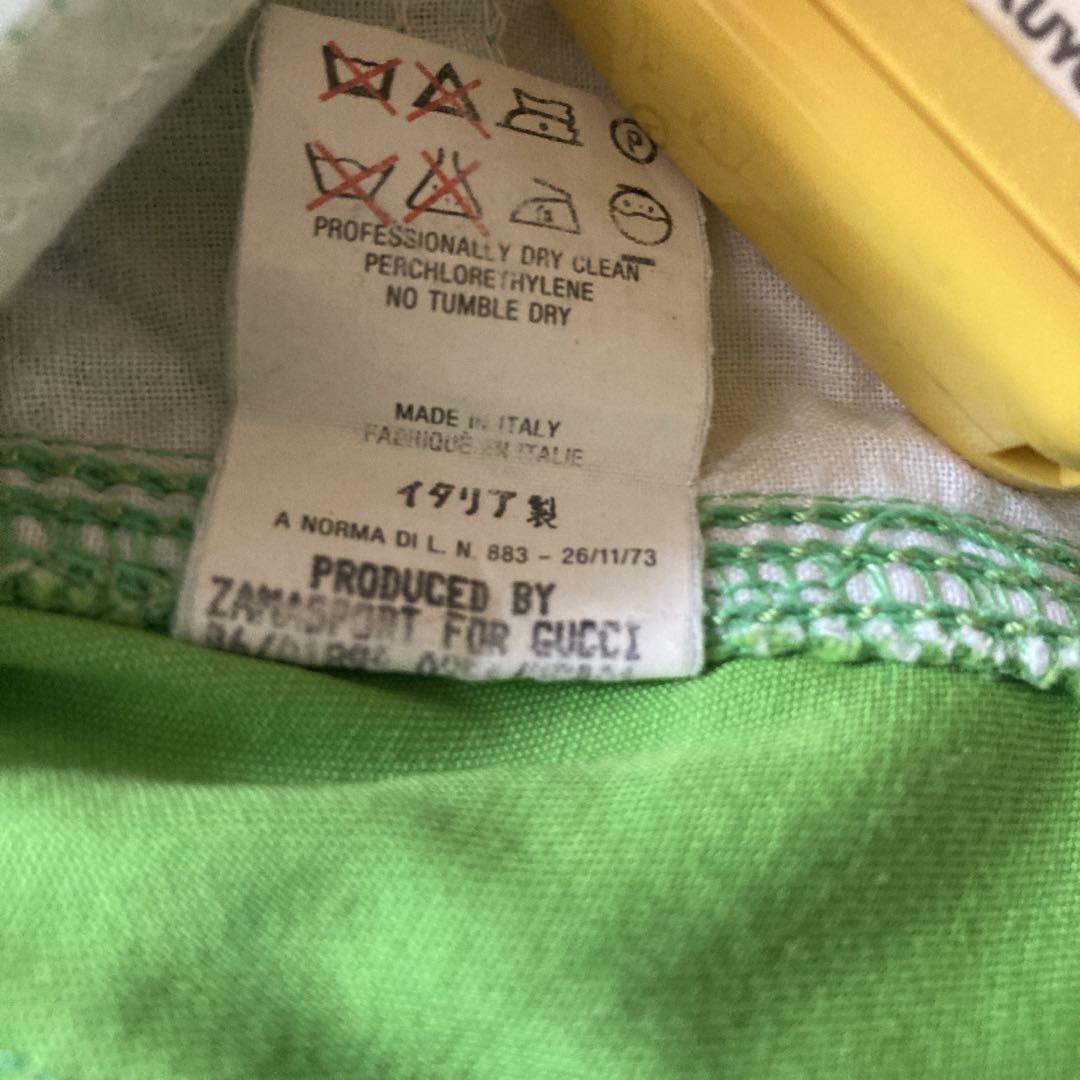 P
PROFESSIONALLY DRY CLEAN
PERCHLORETHYLENE
NO TUMBLE DRY
MADE IN ITALY
FABRIQUÈ EN ITALIE
イタリア製
A NORMA DI L. N. 883 - 26/11/73
PRODUCED BY
ZAMASPORT FOR GUCCI